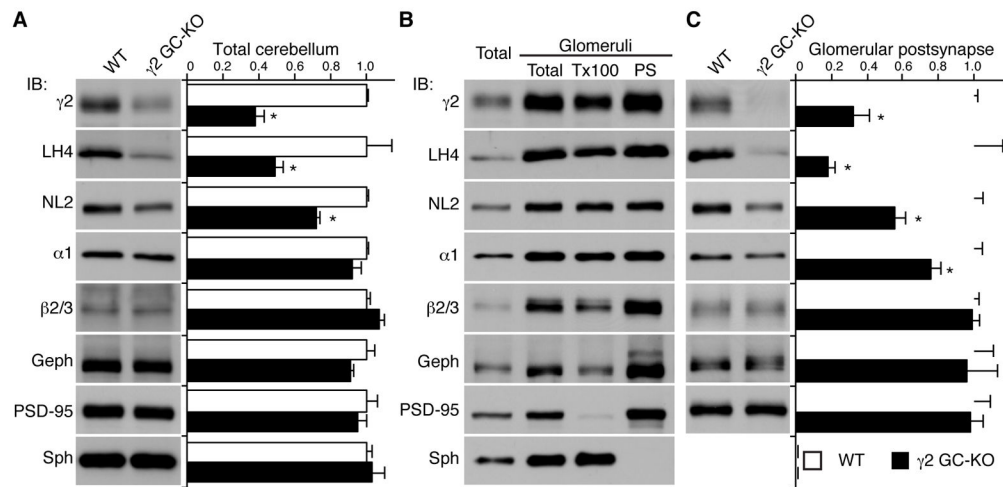 A B C
WT γ2 GC-KO Total cerebellum Total Glomeruli WT γ2 GC-KO Glomerular postsynapse
IB: 0 0.2 0.4 0.6 0.8 1.0 Total Tx100 PS 0 0.2 0.4 0.6 0.8 1.0
γ2 * γ2 *
LH4 * LH4 *
NL2 * NL2 *
α1 α1 *
β2/3 β2/3
Geph Geph
PSD-95 PSD-95
Sph Sph WT γ2 GC-KO